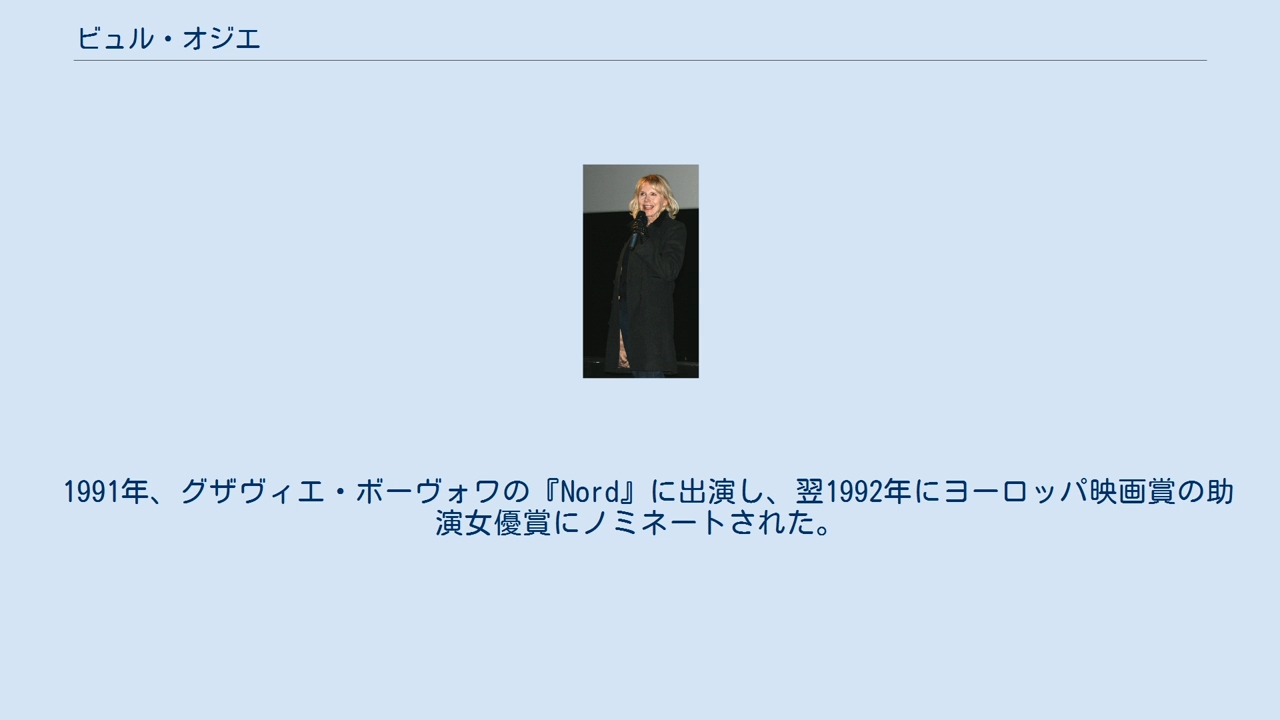 ビュル・オジエ
1991年、グザヴィエ・ボーヴォワの『Nord』に出演し、翌1992年にヨーロッパ映画賞の助
演女優賞にノミネートされた。